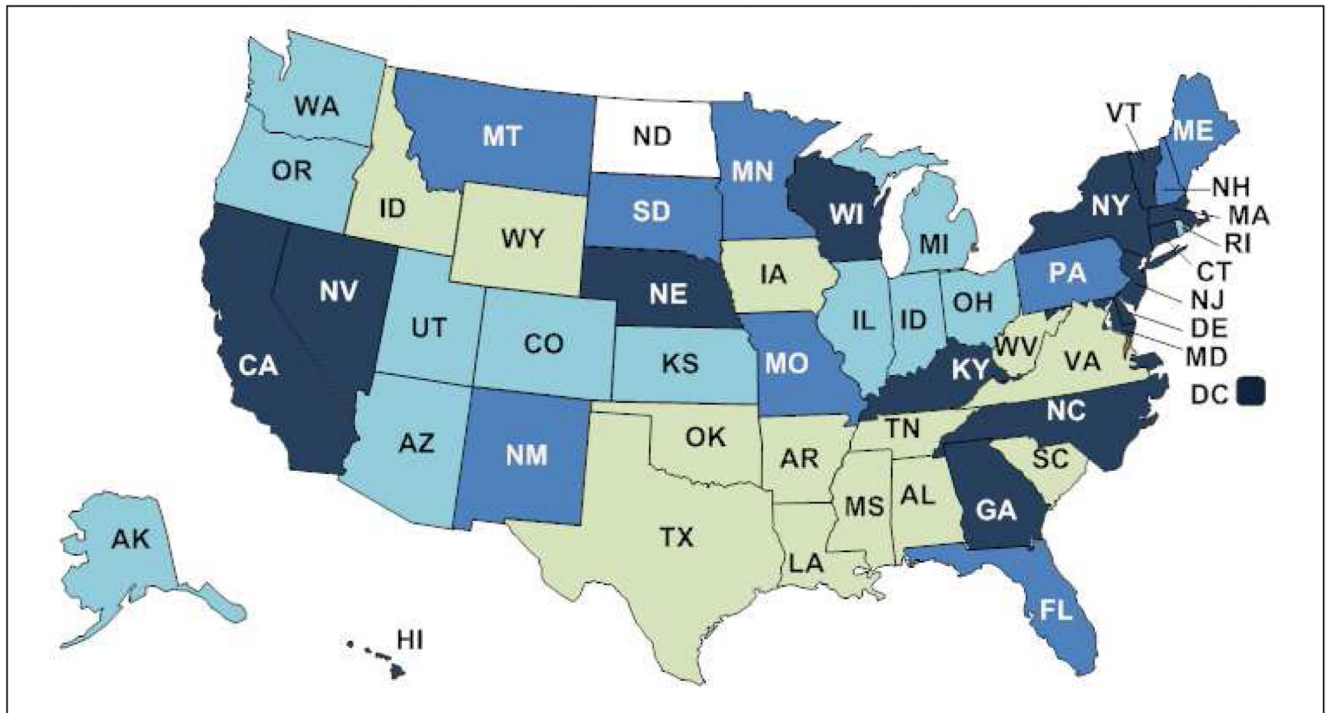 WA
MT
ND
MN
VT
ME
OR
ID
SD
WI
NY
NH
MA
WY
MI
RI
CT
PA
NV
NE
IA
NJ
UT
CO
IL
ID
OH
DE
CA
KS
MO
WV
VA
MD
KY
DC
AZ
NM
OK
AR
TN
NC
SC
MS
AL
GA
TX
LA
AK
FL
HI